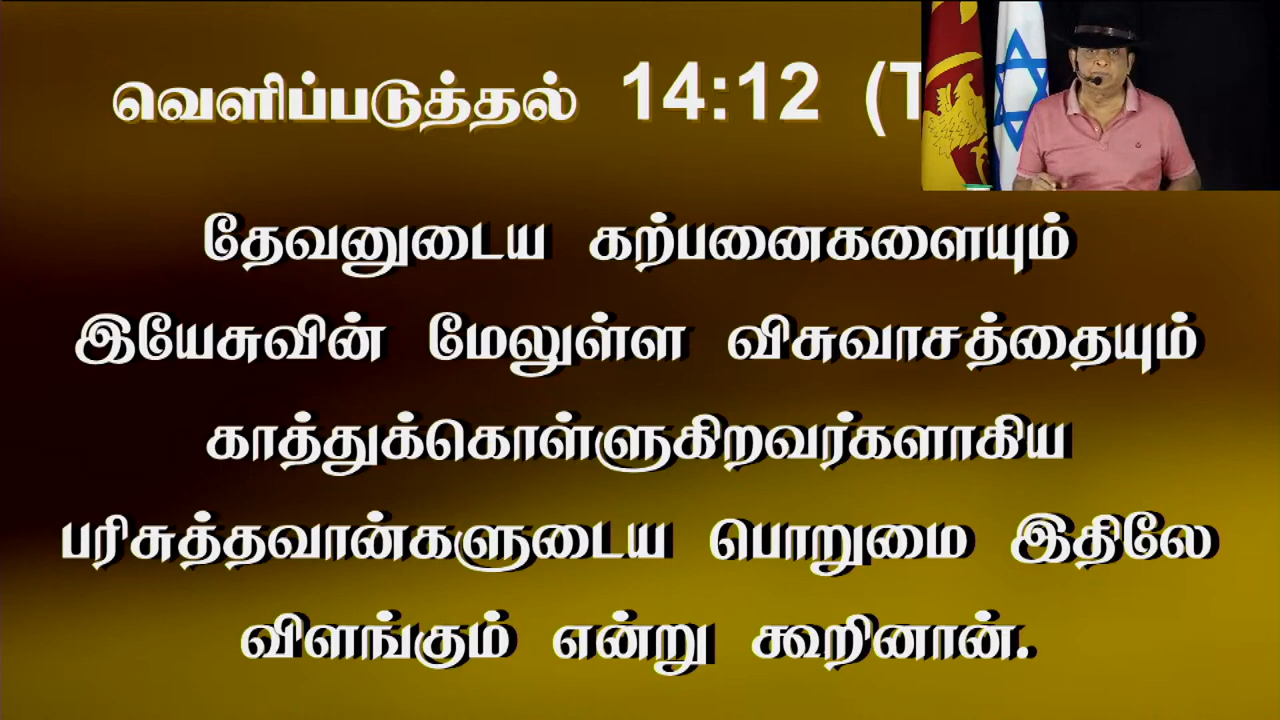 வெளிப்படுத்தல் 14:12 (T
தேவனுடைய கற்பனைகளையும்
இயேசுவின் மேலுள்ள விசுவாசத்தையும்
காத்துக்கொள்ளுகிறவர்களாகிய
பரிசுத்தவான்களுடைய பொறுமை இதிலே
விளங்கும் என்று கூறினான்.